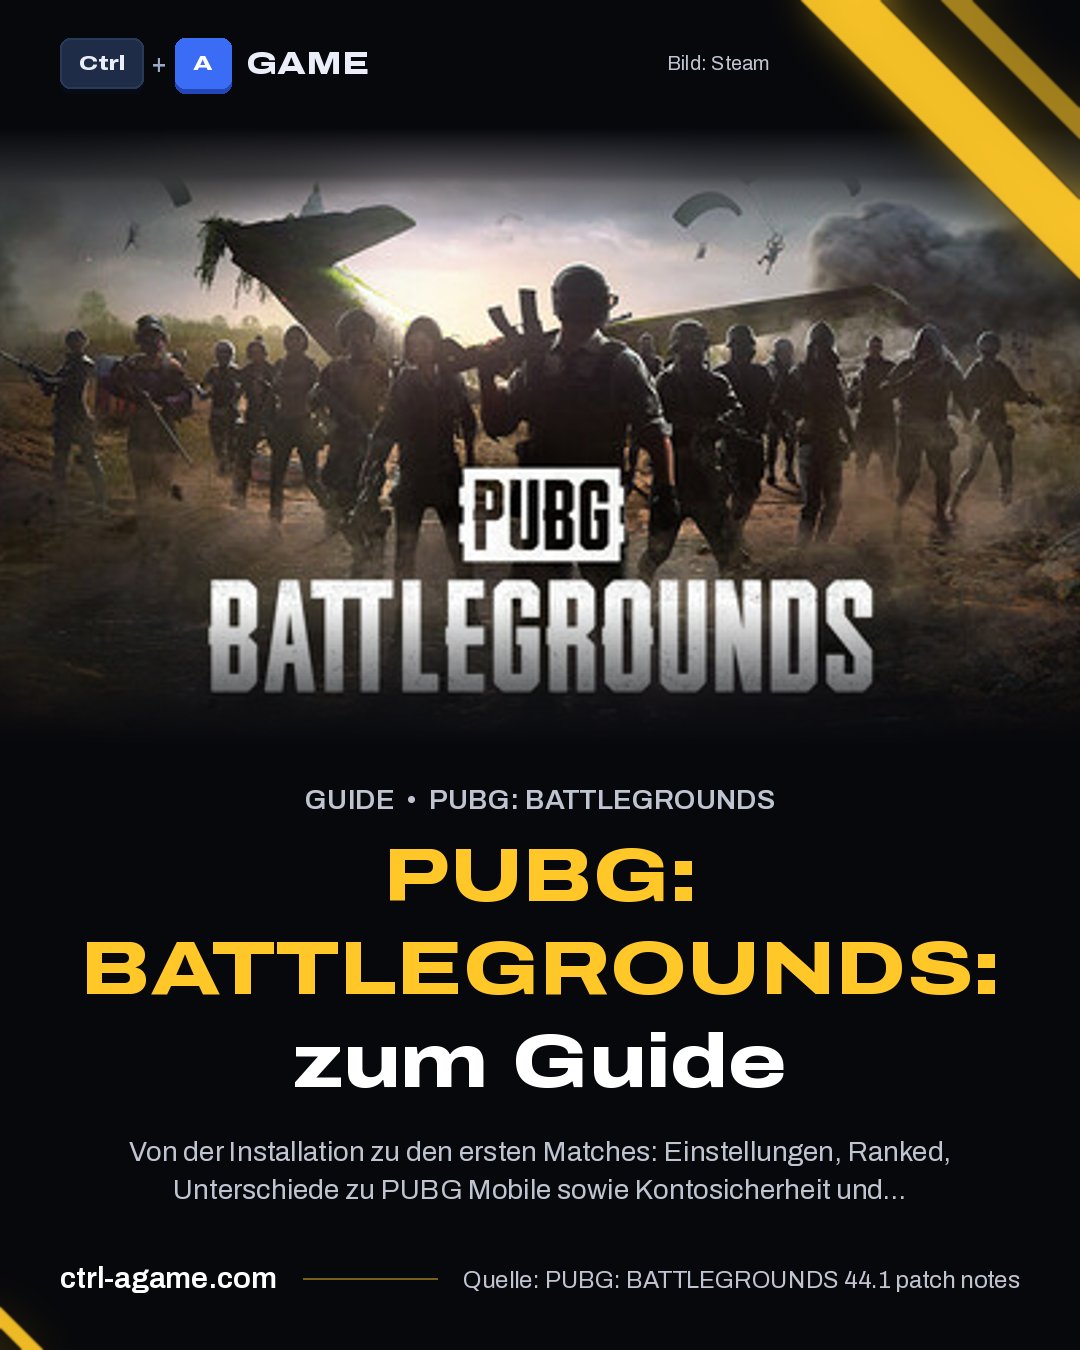 Ctrl + A GAME
Bild: Steam
PUBG
BATTLEGROUNDS
GUIDE • PUBG: BATTLEGROUNDS
PUBG:
BATTLEGROUNDS:
zum Guide
Von der Installation zu den ersten Matches: Einstellungen, Ranked,
Unterschiede zu PUBG Mobile sowie Kontosicherheit und...
ctrl-agame.com
Quelle: PUBG: BATTLEGROUNDS 44.1 patch notes